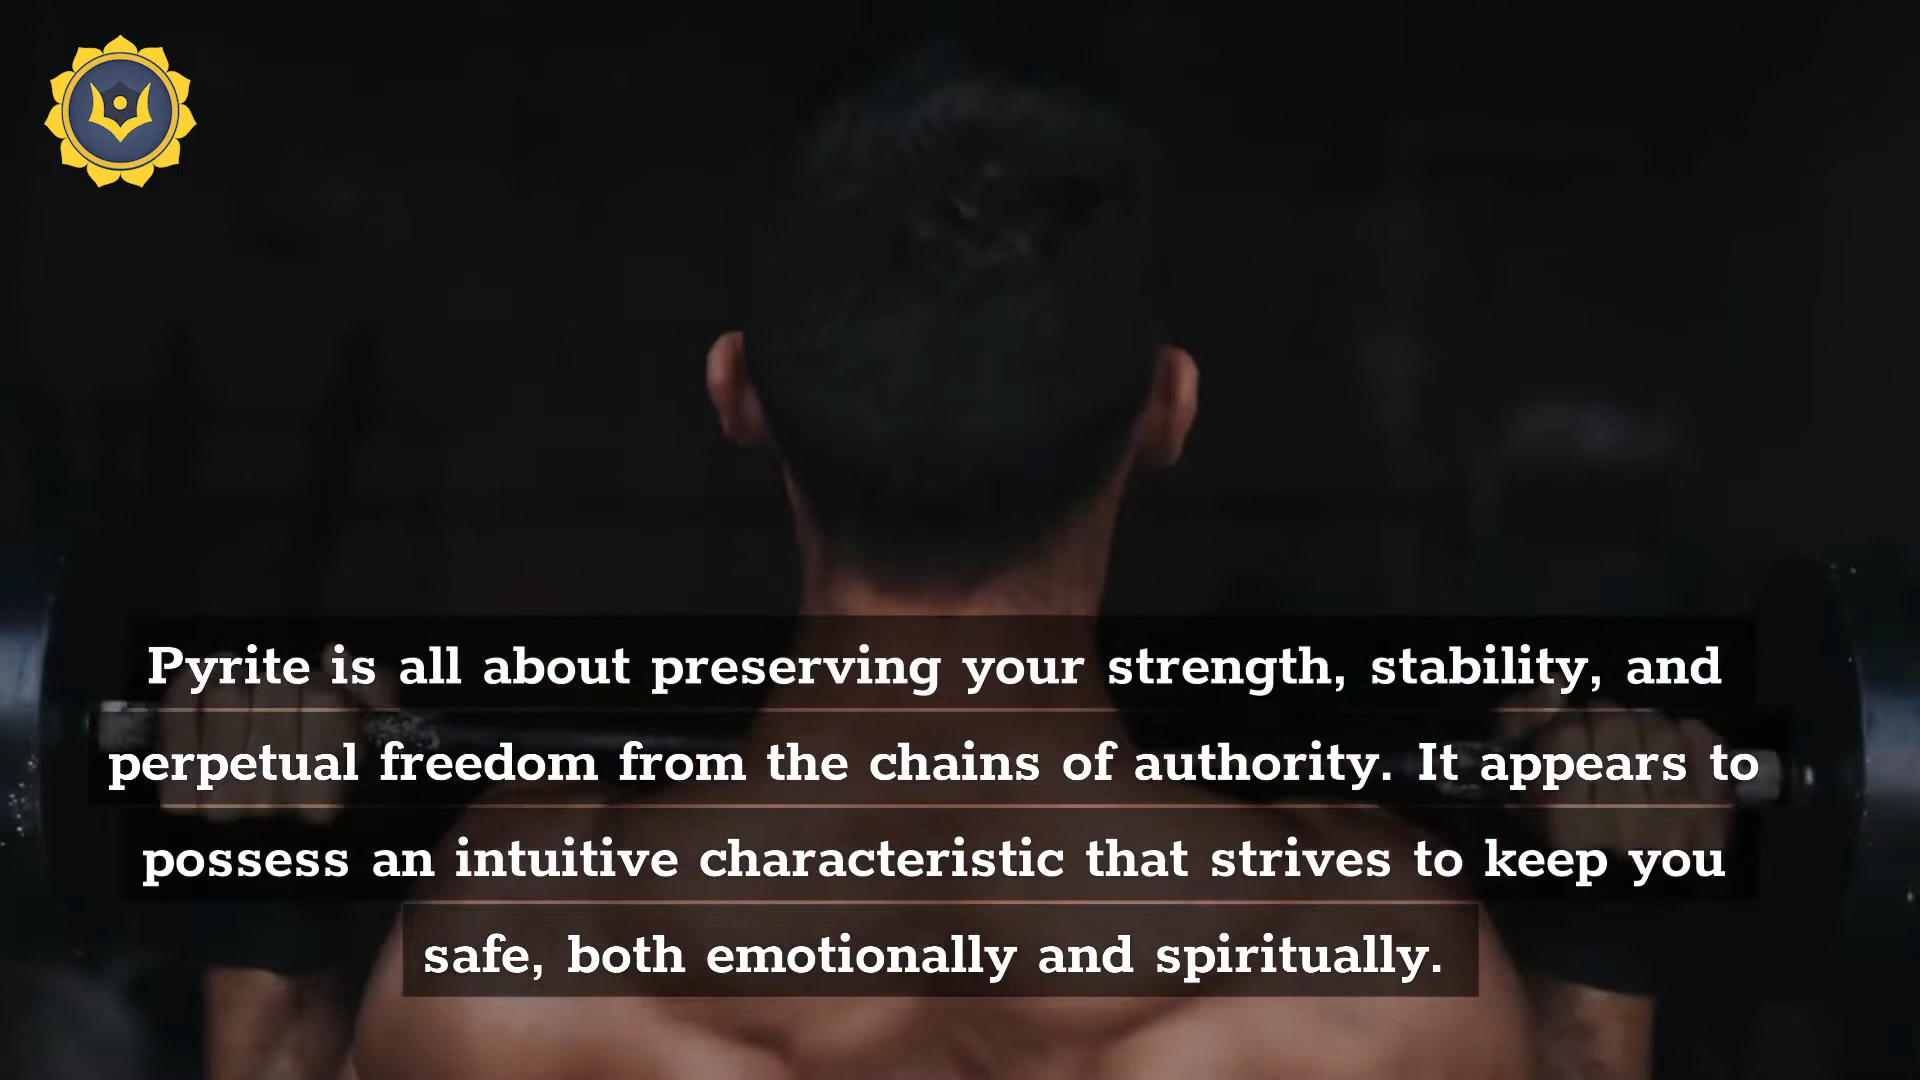 Pyrite is all about preserving your strength, stability, and
perpetual freedom from the chains of authority. It appears to
possess an intuitive characteristic that strives to keep you
safe, both emotionally and spiritually.